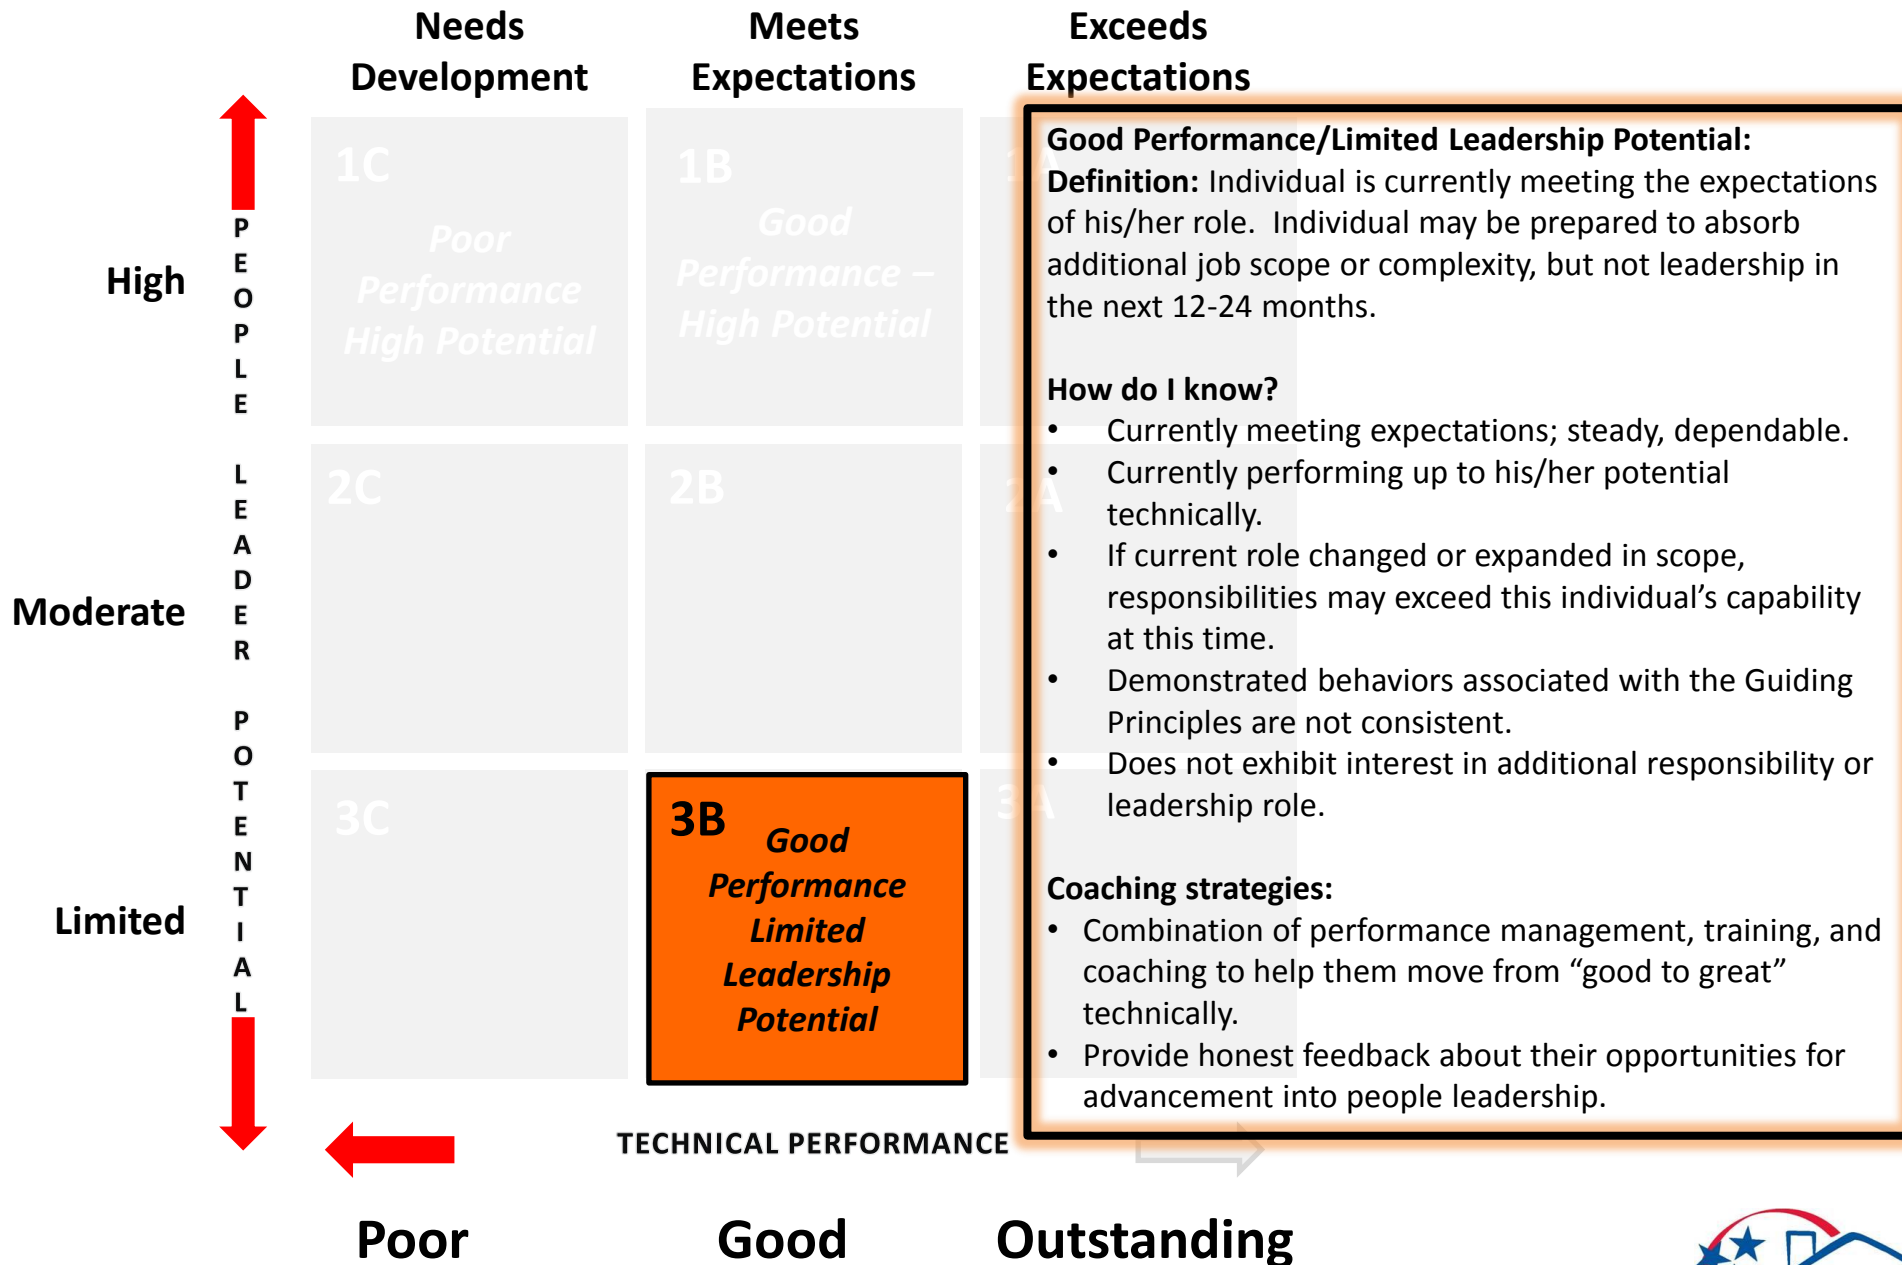 Needs
Development
Meets
Expectations
Exceeds
Expectations
High
Moderate
Limited
PEOPLE LEADER POTENTIAL
1C
Poor
Performance
High Potential
1B
Good
Performance –
High Potential
1A
2C
2B
2A
3C
3B
Good
Performance
Limited
Leadership
Potential
3A
Good Performance/Limited Leadership Potential:
Definition: Individual is currently meeting the expectations
of his/her role. Individual may be prepared to absorb
additional job scope or complexity, but not leadership in
the next 12-24 months.
How do I know?
• Currently meeting expectations; steady, dependable.
• Currently performing up to his/her potential
technically.
• If current role changed or expanded in scope,
responsibilities may exceed this individual’s capability
at this time.
• Demonstrated behaviors associated with the Guiding
Principles are not consistent.
• Does not exhibit interest in additional responsibility or
leadership role.
Coaching strategies:
• Combination of performance management, training, and
coaching to help them move from “good to great”
technically.
• Provide honest feedback about their opportunities for
advancement into people leadership.
TECHNICAL PERFORMANCE
Poor
Good
Outstanding